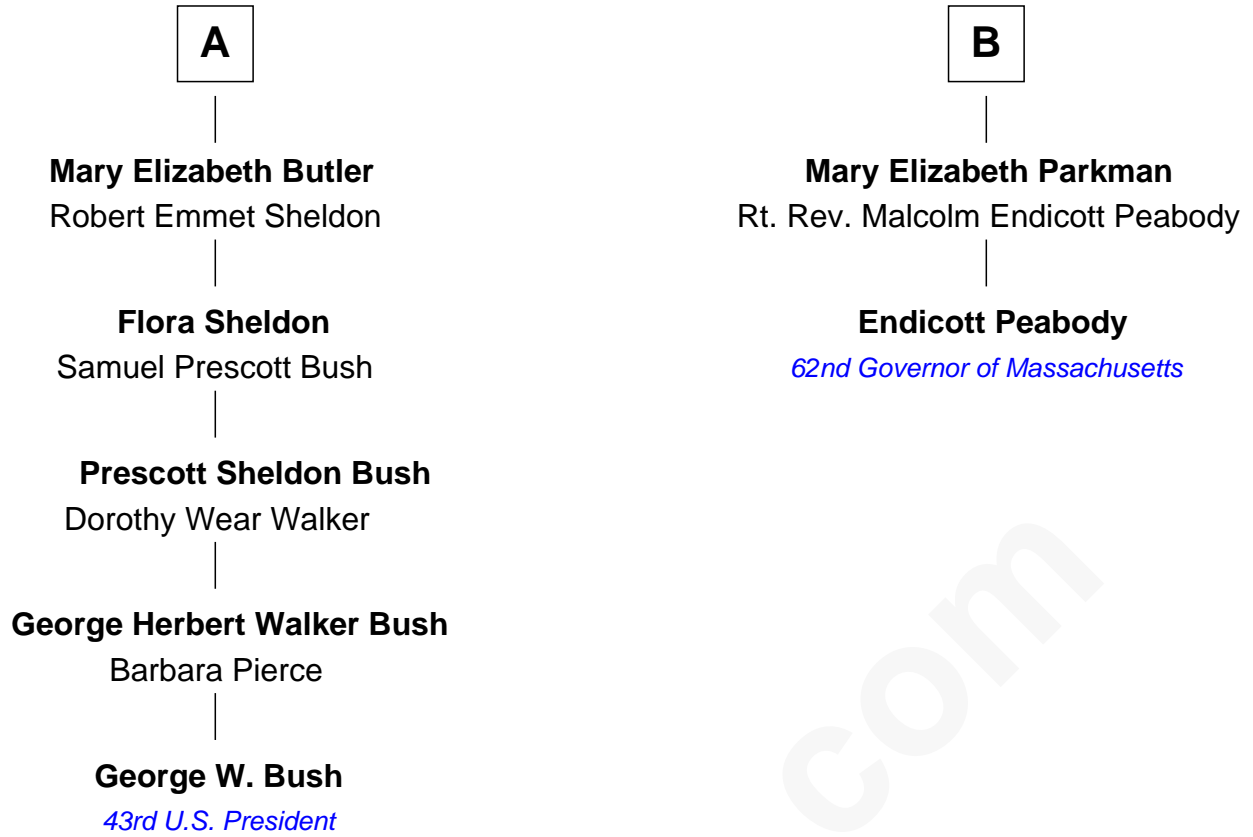 A
Mary Elizabeth Butler
Robert Emmet Sheldon
Flora Sheldon
Samuel Prescott Bush
Prescott Sheldon Bush
Dorothy Wear Walker
George Herbert Walker Bush
Barbara Pierce
George W. Bush
43rd U.S. President
B
Mary Elizabeth Parkman
Rt. Rev. Malcolm Endicott Peabody
Endicott Peabody
62nd Governor of Massachusetts
com